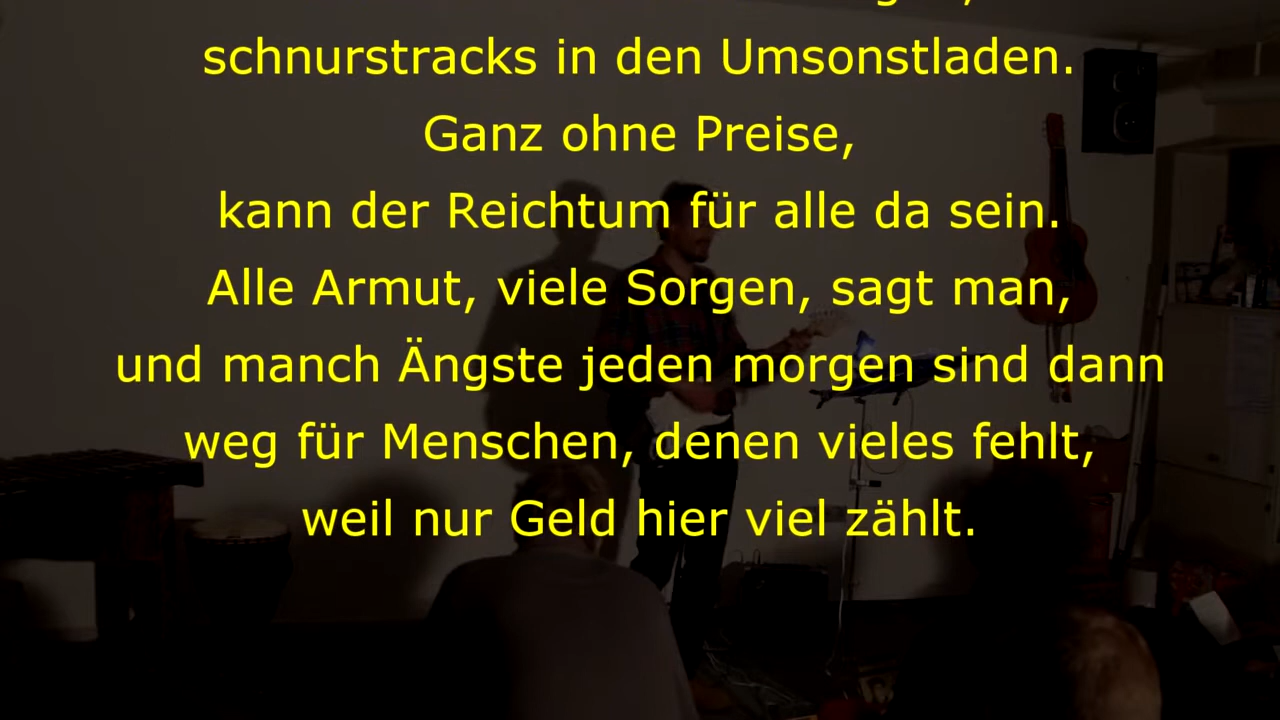 schnurstracks in den Umsonstladen.
Ganz ohne Preise,
kann der Reichtum für alle da sein.
Alle Armut, viele Sorgen, sagt man,
und manch Ängste jeden morgen sind dann
weg für Menschen, denen vieles fehlt,
weil nur Geld hier viel zählt.